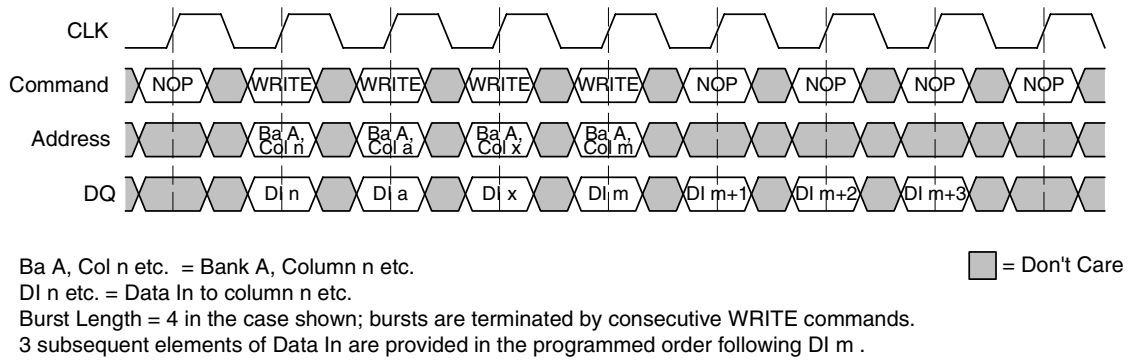 CLK
Command NOP WRITE WRITE WRITE WRITE NOP NOP NOP NOP
Address Ba A, Col n Ba A, Col a Ba A, Col x Ba A, Col m
DQ DI n DI a DI x DI m DI m+1 DI m+2 DI m+3
Ba A, Col n etc. = Bank A, Column n etc.
= Don't Care
DI n etc. = Data In to column n etc.
Burst Length = 4 in the case shown; bursts are terminated by consecutive WRITE commands.
3 subsequent elements of Data In are provided in the programmed order following DI m .